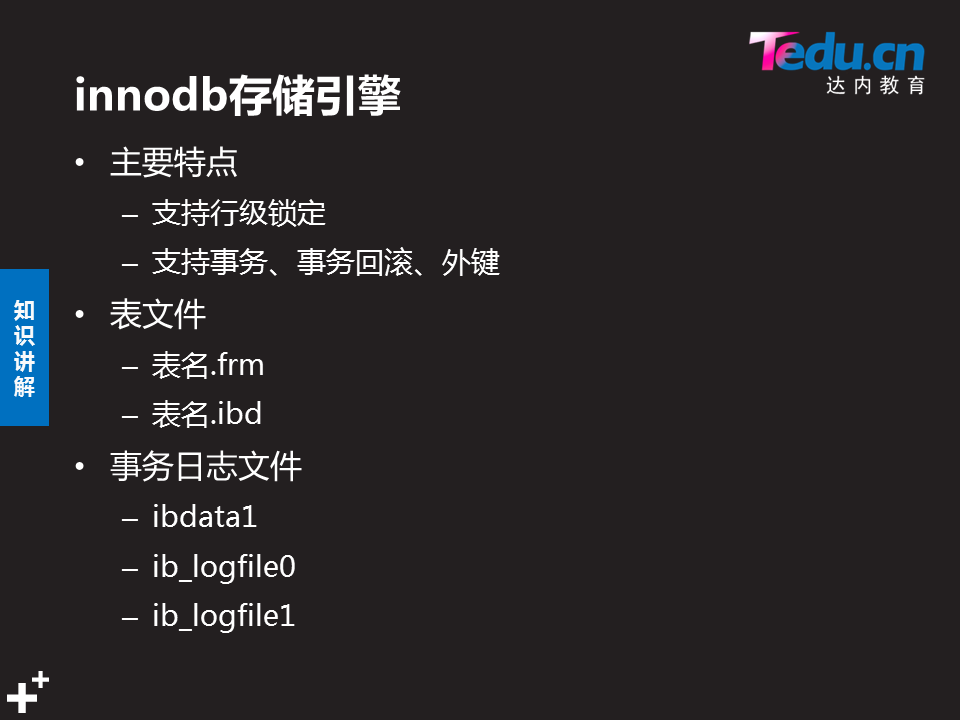 Tedu.cn
达内教育
innodb存储引擎
• 主要特点
– 支持行级锁定
– 支持事务、事务回滚、外键
• 表文件
– 表名.frm
– 表名.ibd
• 事务日志文件
– ibdata1
– ib_logfile0
– ib_logfile1
知
识
讲
解